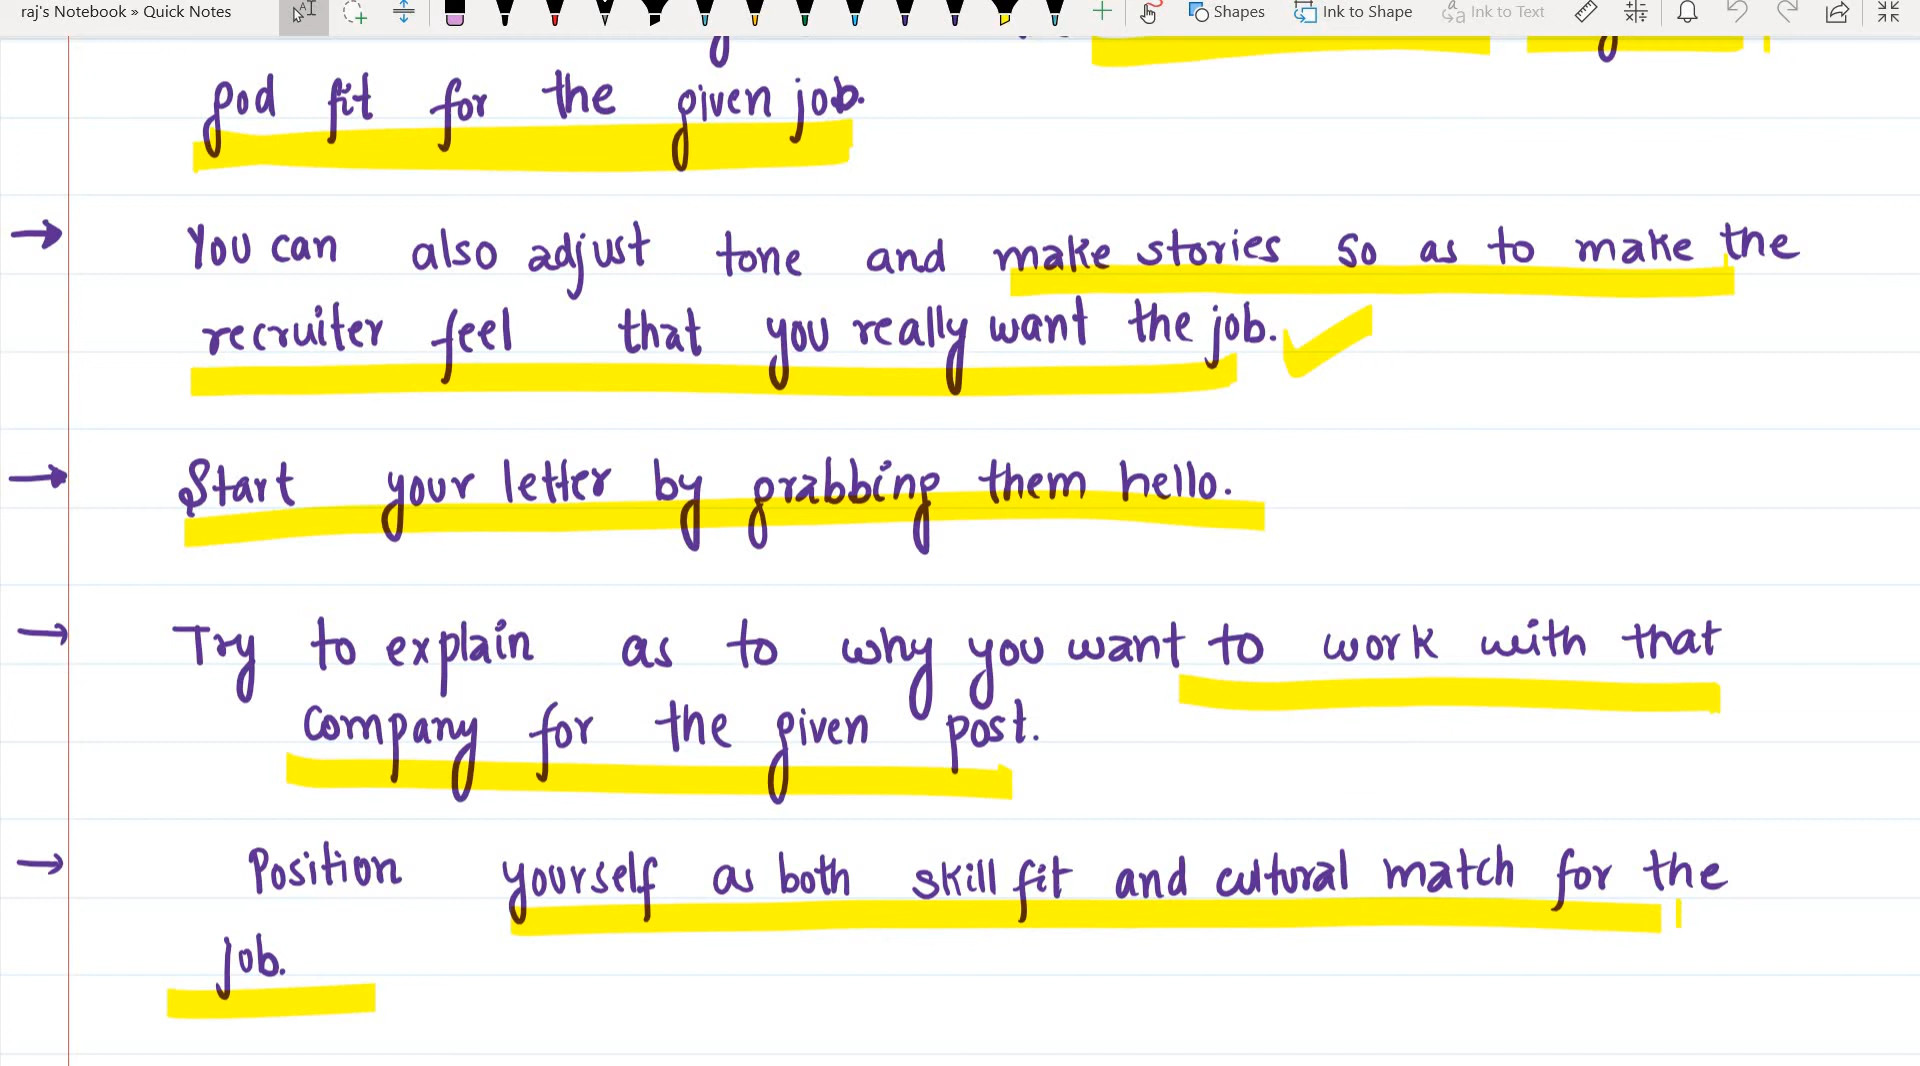 raj's Notebook » Quick Notes Shapes Ink to Shape Ink to Text
god fit for the given job.
→ You can also adjust tone and make stories so as to make the
recruiter feel that you really want the job.
→ Start your letter by grabbing them hello.
→ Try to explain as to why you want to work with that
company for the given post.
→ Position yourself as both skill fit and cultural match for the
job.